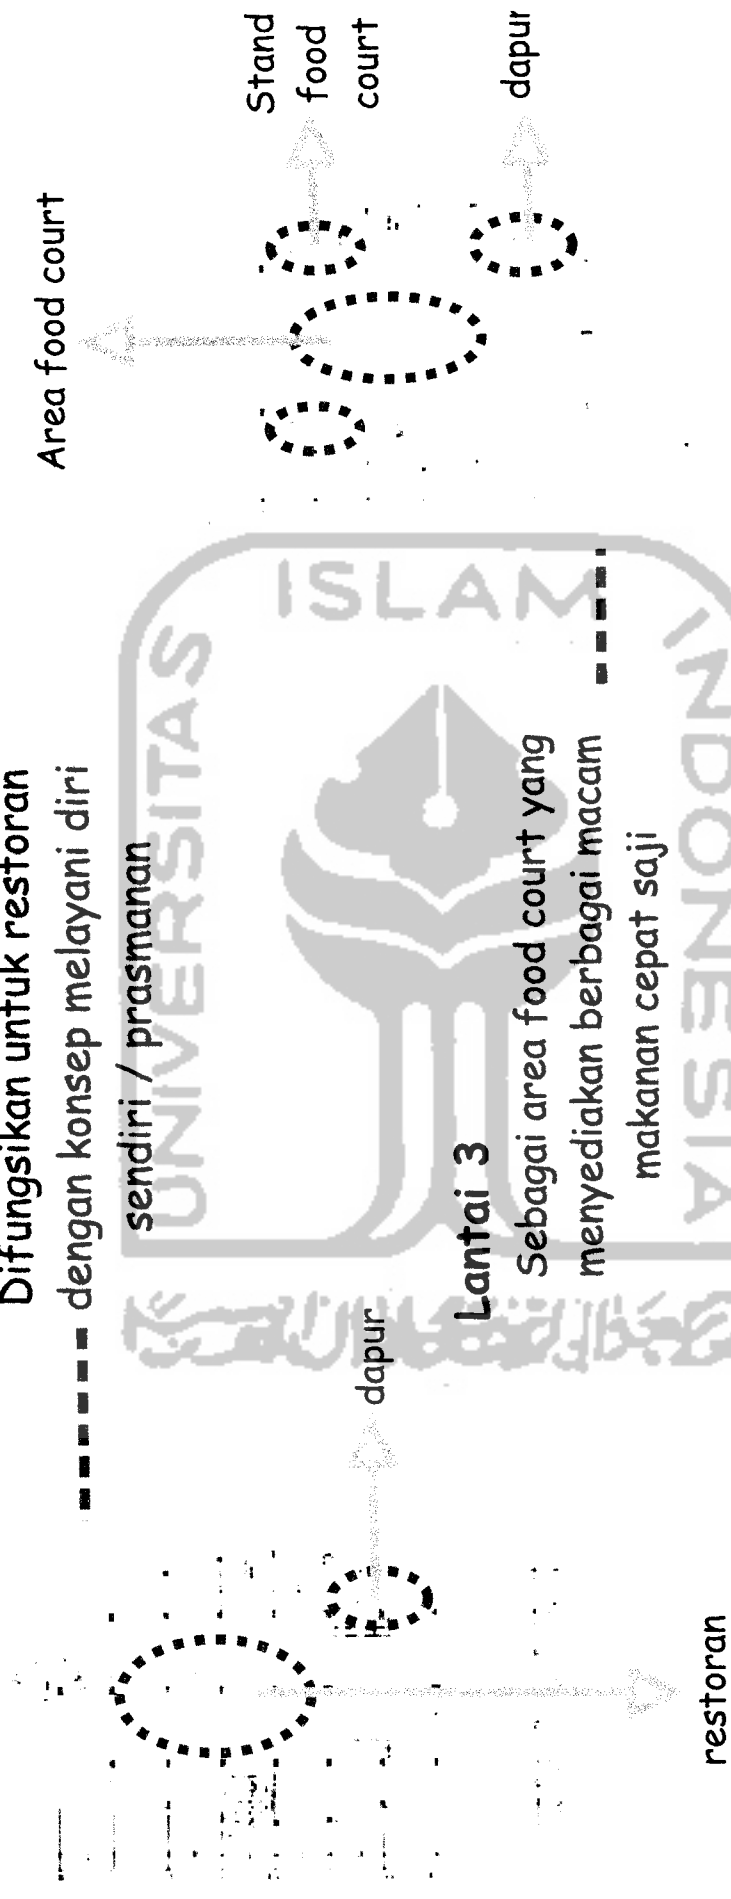 Difungsikan untuk restoran
dengan konsep melayani diri
sendiri / prasmanan
dapur
restoran
Area food court
Stand
food
court
dapur
Lantai 3
Sebagai area food court yang
menyediakan berbagai macam
makanan cepat saji
UNIVERSITAS
ISLAM
INDONESIA